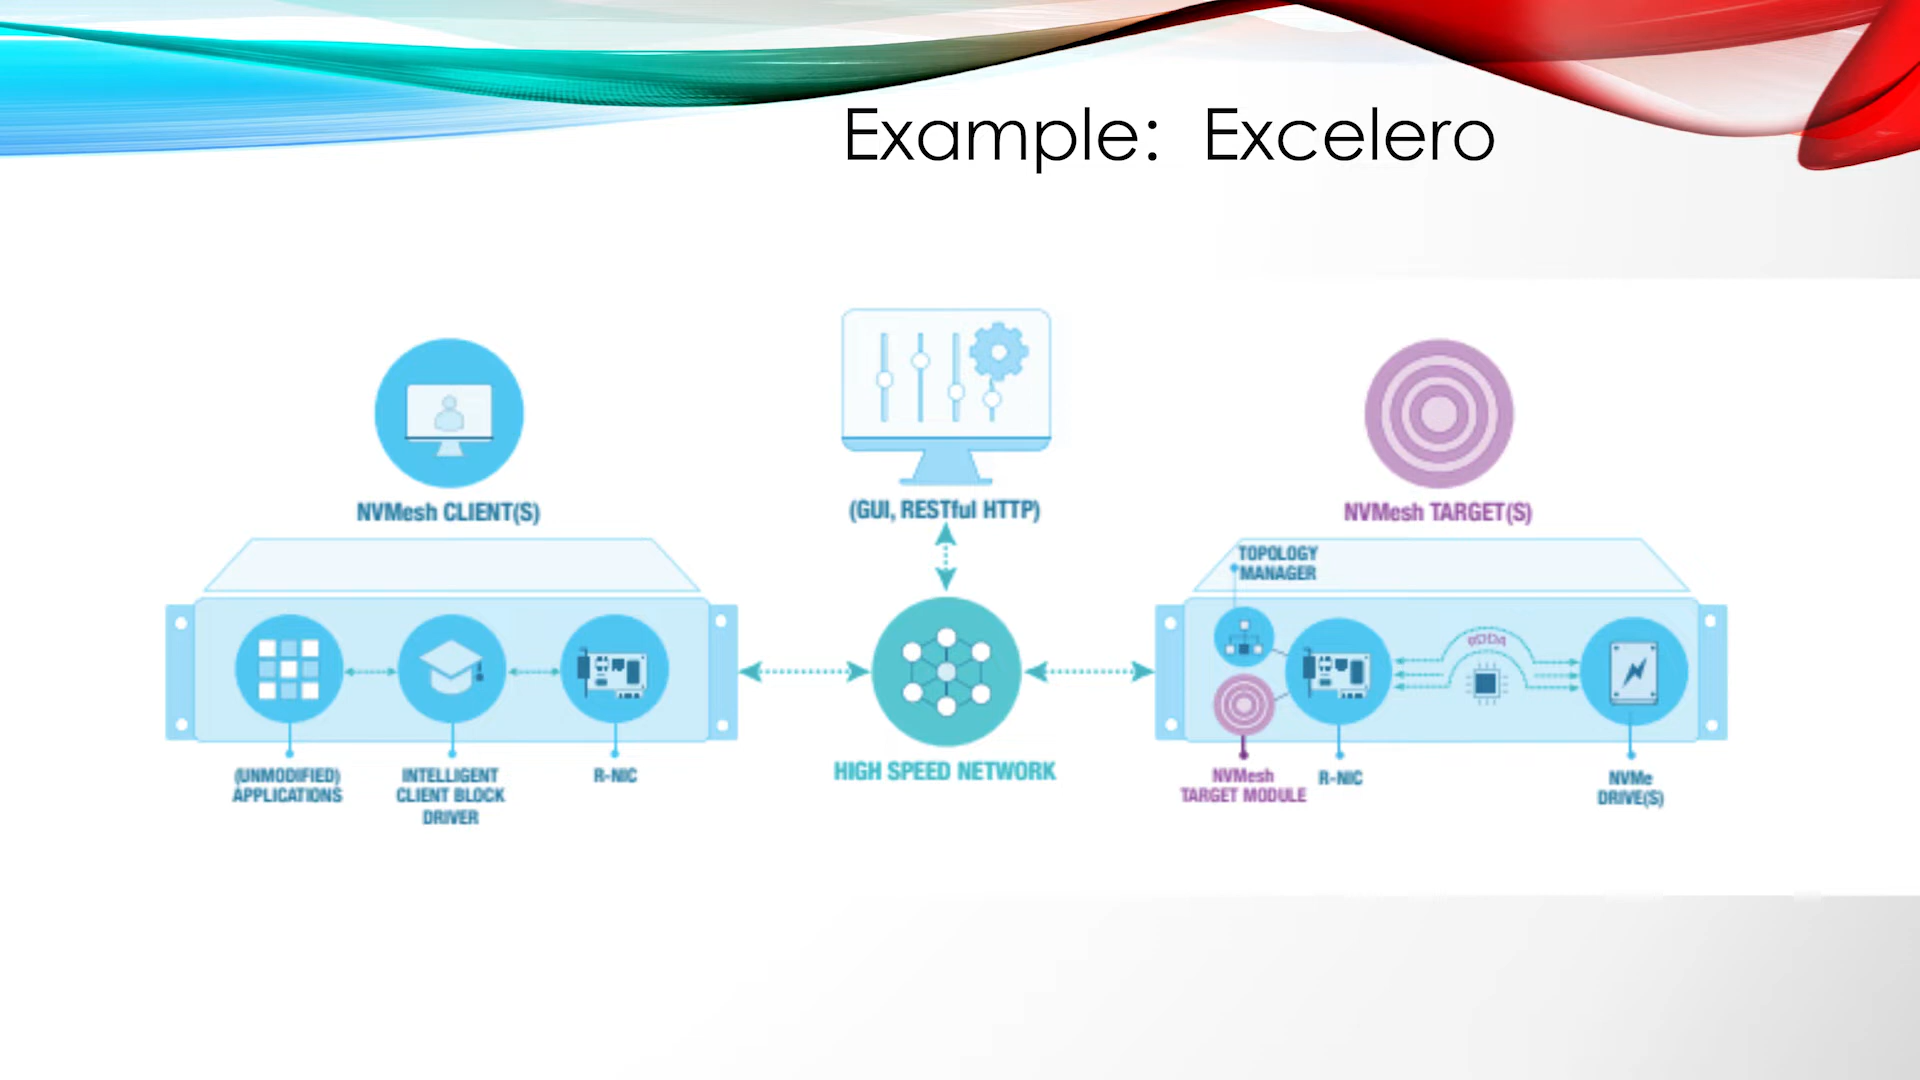 Example:  Excelero
NVMesh CLIENT(S)
(GUI, RESTful HTTP)
NVMesh TARGET(S)
TOPOLOGY
MANAGER
(UNMODIFIED)
APPLICATIONS
INTELLIGENT
CLIENT BLOCK
DRIVER
R-NIC
HIGH SPEED NETWORK
NVMesh
TARGET MODULE
R-NIC
NVMe
DRIVE(S)